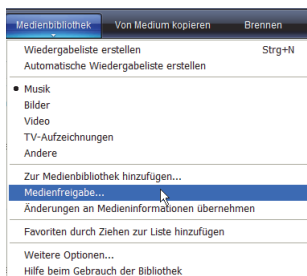 Medienbibliothek Von Medium kopieren Brennen
Wiedergabeliste erstellen Strg+N
Automatische Wiedergabeliste erstellen
Musik
Bilder
Video
TV-Aufzeichnungen
Andere
Zur Medienbibliothek hinzufügen...
Medienfreigabe...
Änderungen an Medieninformationen übernehmen
Favoriten durch Ziehen zur Liste hinzufügen
Weitere Optionen...
Hilfe beim Gebrauch der Bibliothek